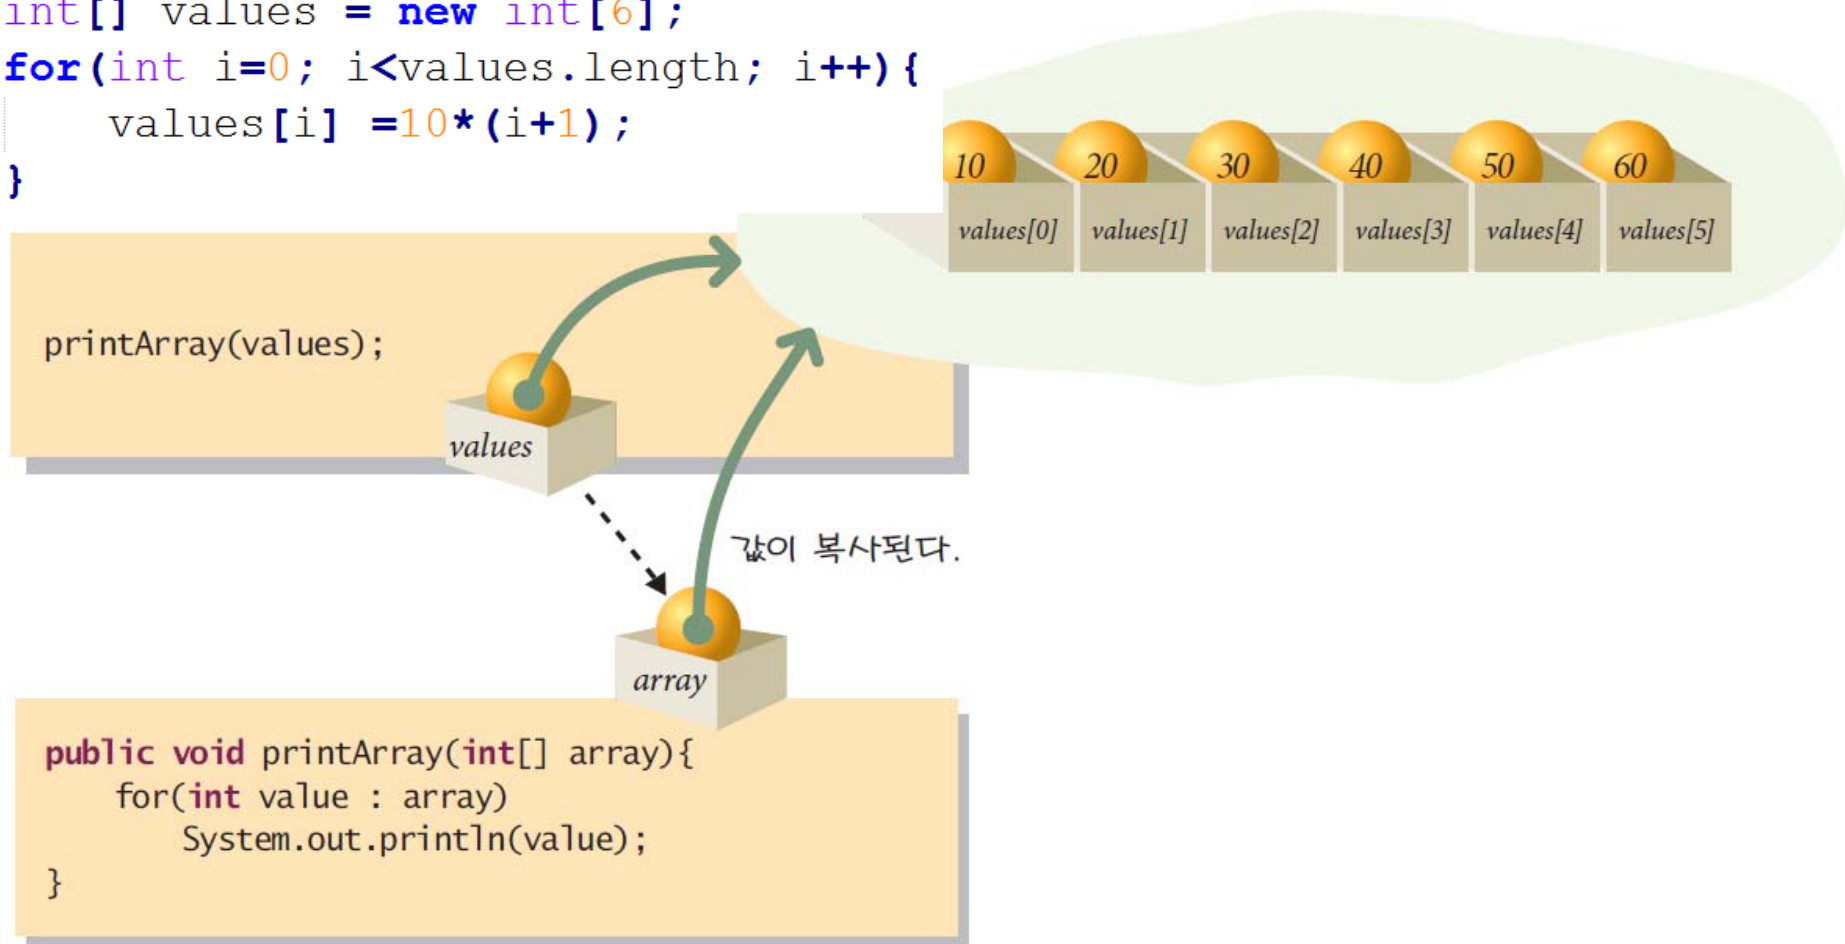 int[] values = new int[6];
for(int i=0; i<values.length; i++){
values[i] =10*(i+1);
}
10 20 30 40 50 60
values[0] values[1] values[2] values[3] values[4] values[5]
printArray(values);
values
값이 복사된다.
array
public void printArray(int[] array){
for(int value : array)
System.out.println(value);
}